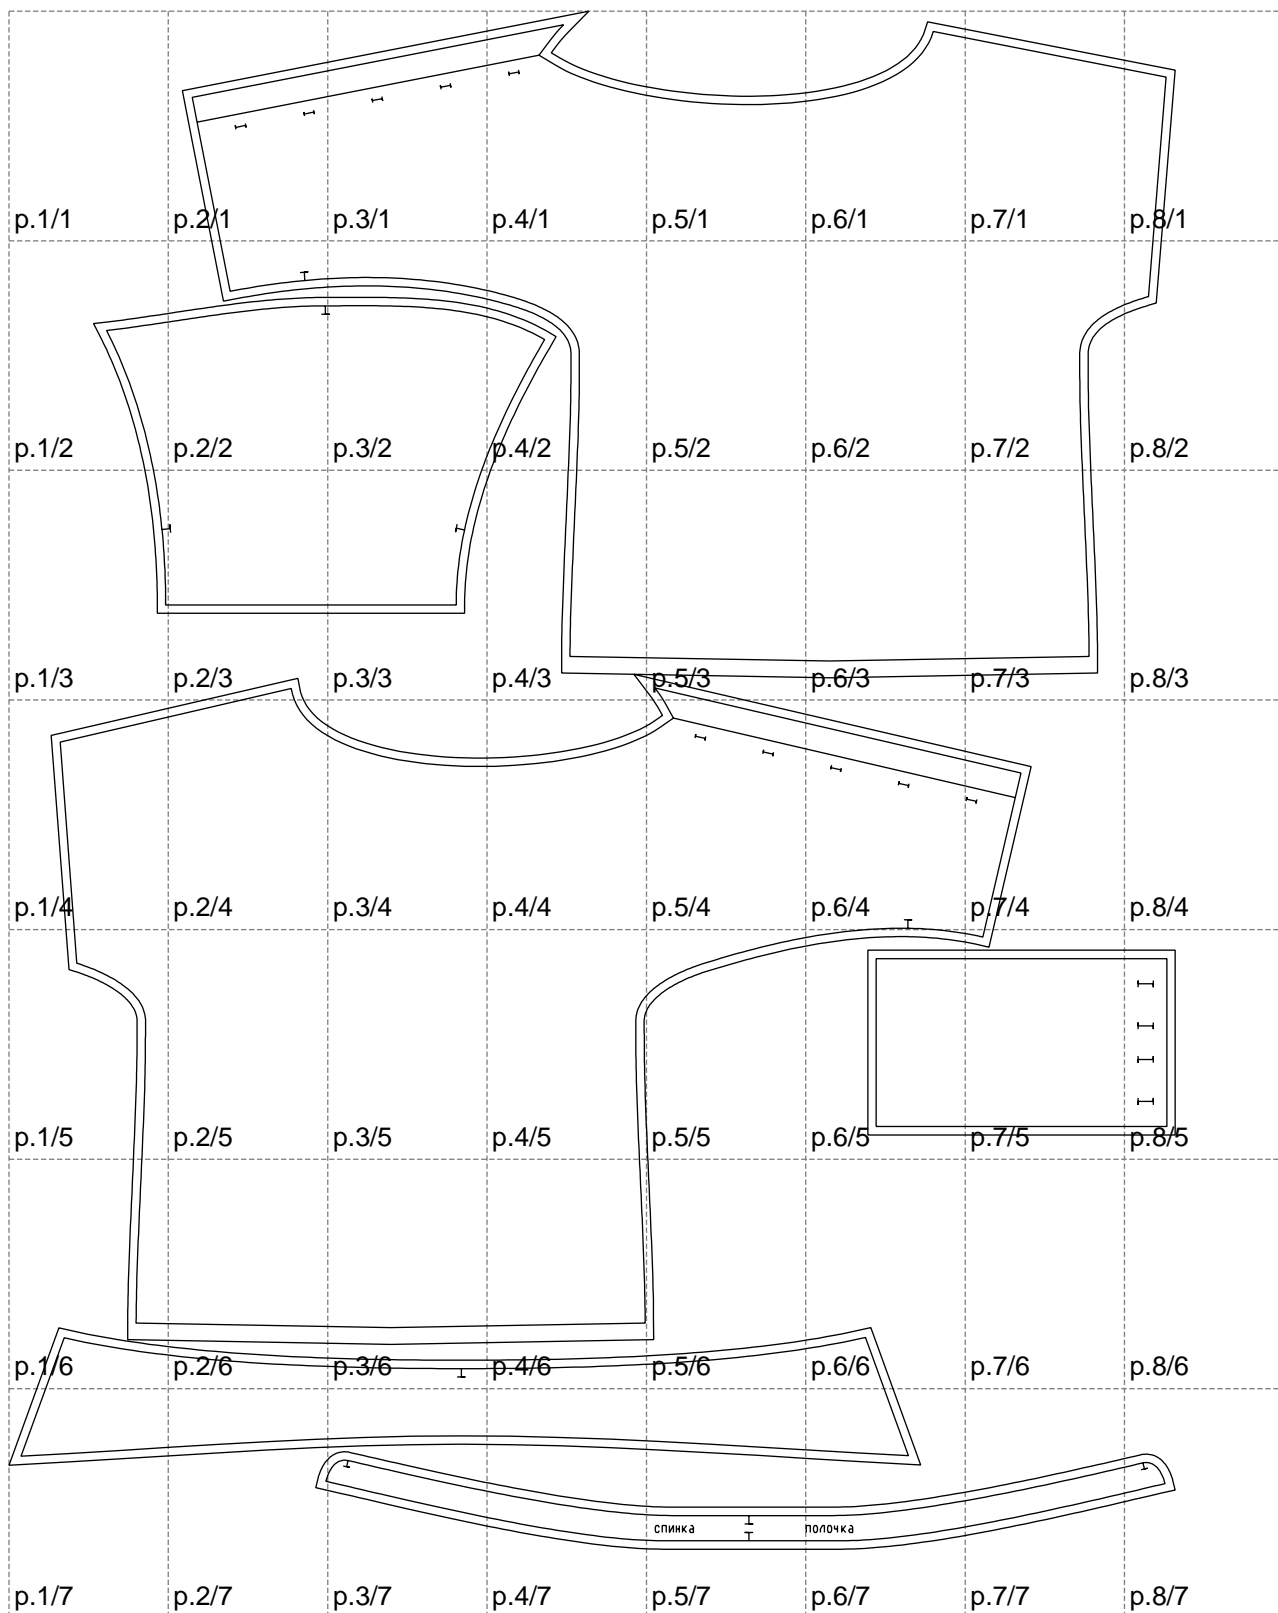 p.1/1 p.2/1 p.3/1 p.4/1 p.5/1 p.6/1 p.7/1 p.8/1
p.1/2 p.2/2 p.3/2 p.4/2 p.5/2 p.6/2 p.7/2 p.8/2
p.1/3 p.2/3 p.3/3 p.4/3 p.5/3 p.6/3 p.7/3 p.8/3
p.1/4 p.2/4 p.3/4 p.4/4 p.5/4 p.6/4 p.7/4 p.8/4
p.1/5 p.2/5 p.3/5 p.4/5 p.5/5 p.6/5 p.7/5 p.8/5
p.1/6 p.2/6 p.3/6 p.4/6 p.5/6 p.6/6 p.7/6 p.8/6
спинка полочка
p.1/7 p.2/7 p.3/7 p.4/7 p.5/7 p.6/7 p.7/7 p.8/7